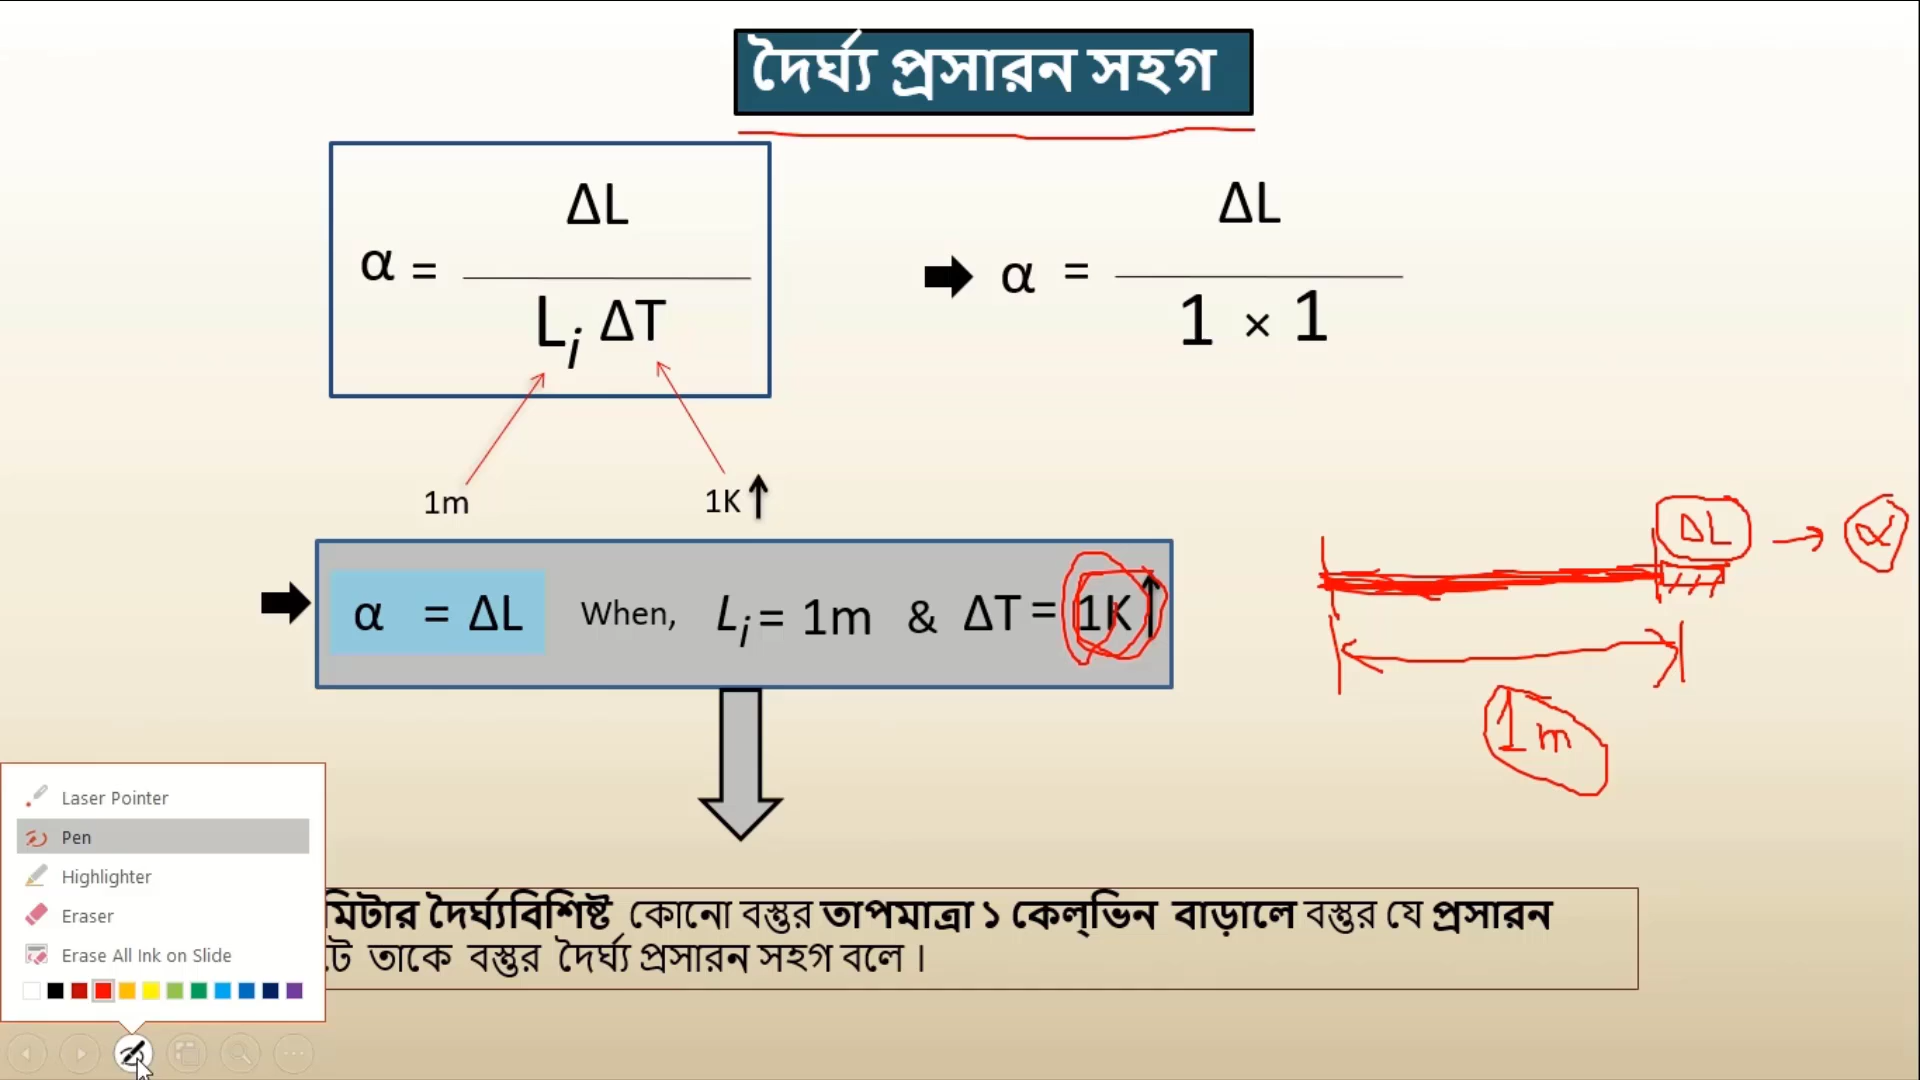 দৈর্ঘ্য প্রসারন সহগ
α = ΔL / Li ΔT
α = ΔL / 1 × 1
1m
1K
α = ΔL When, Li = 1m & ΔT = 1K
ΔL → α
1 m
মিটার দৈর্ঘ্যবিশিষ্ট কোনো বস্তুর তাপমাত্রা ১ কেল্ভিন বাড়ালে বস্তুর যে প্রসারন
তাকে বস্তুর দৈর্ঘ্য প্রসারন সহগ বলে।
Laser Pointer
Pen
Highlighter
Eraser
Erase All Ink on Slide